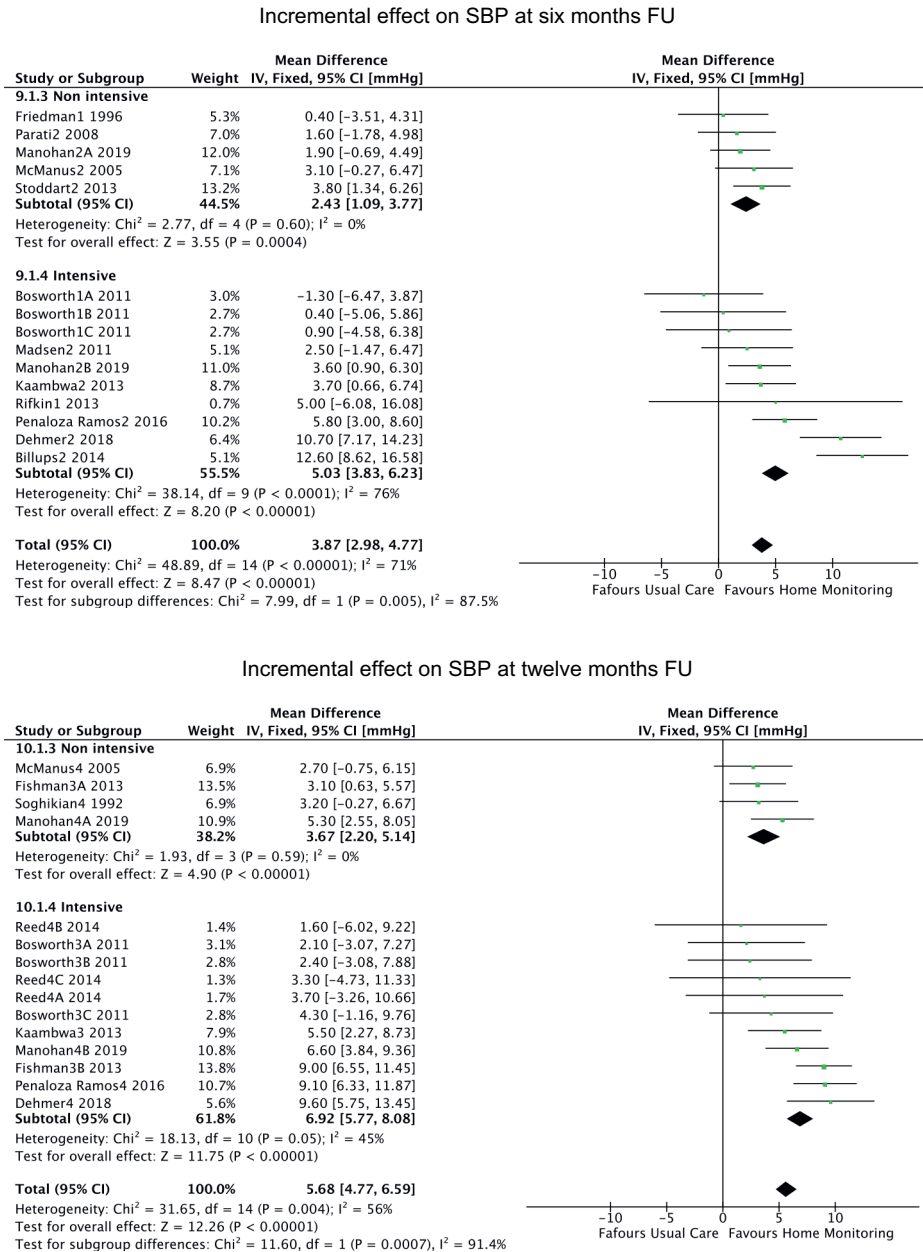 Incremental effect on SBP at six months FU
Mean Difference Mean Difference
Study or Subgroup Weight IV, Fixed, 95% CI [mmHg] IV, Fixed, 95% CI [mmHg]
9.1.3 Non intensive
Friedman1 1996 5.3% 0.40 [-3.51, 4.31]
Parati2 2008 7.0% 1.60 [-1.78, 4.98]
Manohan2A 2019 12.0% 1.90 [-0.69, 4.49]
McManus2 2005 7.1% 3.10 [-0.27, 6.47]
Stoddart2 2013 13.2% 3.80 [1.34, 6.26]
Subtotal (95% CI) 44.5% 2.43 [1.09, 3.77]
Heterogeneity: Chi² = 2.77, df = 4 (P = 0.60); I² = 0%
Test for overall effect: Z = 3.55 (P = 0.0004)
9.1.4 Intensive
Bosworth1A 2011 3.0% -1.30 [-6.47, 3.87]
Bosworth1B 2011 2.7% 0.40 [-5.06, 5.86]
Bosworth1C 2011 2.7% 0.90 [-4.58, 6.38]
Madsen2 2011 5.1% 2.50 [-1.47, 6.47]
Manohan2B 2019 11.0% 3.60 [0.90, 6.30]
Kaambwa2 2013 8.7% 3.70 [0.66, 6.74]
Rifkin1 2013 0.7% 5.00 [-6.08, 16.08]
Penaloza Ramos2 2016 10.2% 5.80 [3.00, 8.60]
Dehmer2 2018 6.4% 10.70 [7.17, 14.23]
Billups2 2014 5.1% 12.60 [8.62, 16.58]
Subtotal (95% CI) 55.5% 5.03 [3.83, 6.23]
Heterogeneity: Chi² = 38.14, df = 9 (P < 0.0001); I² = 76%
Test for overall effect: Z = 8.20 (P < 0.00001)
Total (95% CI) 100.0% 3.87 [2.98, 4.77]
Heterogeneity: Chi² = 48.89, df = 14 (P < 0.00001); I² = 71%
Test for overall effect: Z = 8.47 (P < 0.00001)
Test for subgroup differences: Chi² = 7.99, df = 1 (P = 0.005), I² = 87.5%
-10 -5 0 5 10
Fafours Usual Care Favours Home Monitoring
Incremental effect on SBP at twelve months FU
Mean Difference Mean Difference
Study or Subgroup Weight IV, Fixed, 95% CI [mmHg] IV, Fixed, 95% CI [mmHg]
10.1.3 Non intensive
McManus4 2005 6.9% 2.70 [-0.75, 6.15]
Fishman3A 2013 13.5% 3.10 [0.63, 5.57]
Soghikian4 1992 6.9% 3.20 [-0.27, 6.67]
Manohan4A 2019 10.9% 5.30 [2.55, 8.05]
Subtotal (95% CI) 38.2% 3.67 [2.20, 5.14]
Heterogeneity: Chi² = 1.93, df = 3 (P = 0.59); I² = 0%
Test for overall effect: Z = 4.90 (P < 0.00001)
10.1.4 Intensive
Reed4B 2014 1.4% 1.60 [-6.02, 9.22]
Bosworth3A 2011 3.1% 2.10 [-3.07, 7.27]
Bosworth3B 2011 2.8% 2.40 [-3.08, 7.88]
Reed4C 2014 1.3% 3.30 [-4.73, 11.33]
Reed4A 2014 1.7% 3.70 [-3.26, 10.66]
Bosworth3C 2011 2.8% 4.30 [-1.16, 9.76]
Kaambwa3 2013 7.9% 5.50 [2.27, 8.73]
Manohan4B 2019 10.8% 6.60 [3.84, 9.36]
Fishman3B 2013 13.8% 9.00 [6.55, 11.45]
Penaloza Ramos4 2016 10.7% 9.10 [6.33, 11.87]
Dehmer4 2018 5.6% 9.60 [5.75, 13.45]
Subtotal (95% CI) 61.8% 6.92 [5.77, 8.08]
Heterogeneity: Chi² = 18.13, df = 10 (P = 0.05); I² = 45%
Test for overall effect: Z = 11.75 (P < 0.00001)
Total (95% CI) 100.0% 5.68 [4.77, 6.59]
Heterogeneity: Chi² = 31.65, df = 14 (P = 0.004); I² = 56%
Test for overall effect: Z = 12.26 (P < 0.00001)
Test for subgroup differences: Chi² = 11.60, df = 1 (P = 0.0007), I² = 91.4%
-10 -5 0 5 10
Fafours Usual Care Favours Home Monitoring